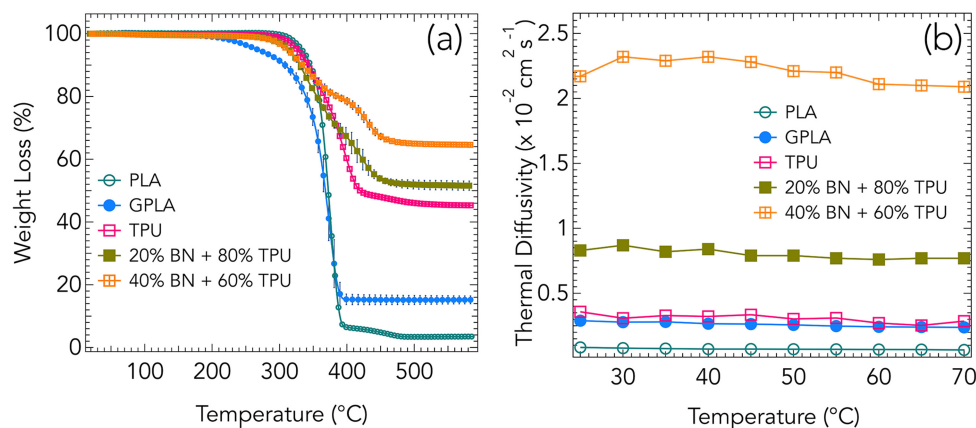 (a)
Weight Loss (%)
100
80
60
40
20
0
PLA
GPLA
TPU
20% BN + 80% TPU
40% BN + 60% TPU
100
200
300
400
500
Temperature (°C)
(b)
Thermal Diffusivity (× 10⁻² cm² s⁻¹)
2.5
2
1.5
1
0.5
PLA
GPLA
TPU
20% BN + 80% TPU
40% BN + 60% TPU
30
40
50
60
70
Temperature (°C)